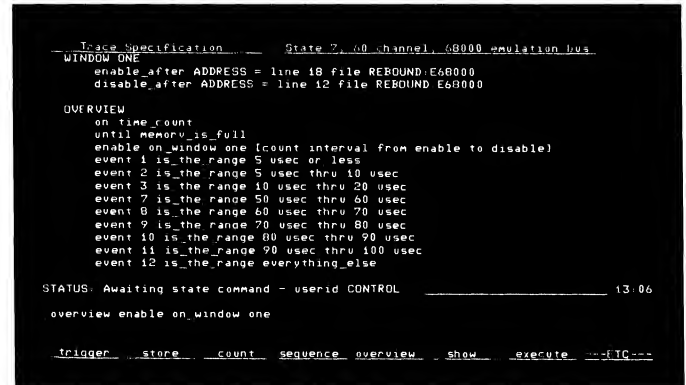 Trace Specification State 2, 60 channel, 68000 emulation bus
WINDOW ONE
enable_after ADDRESS = line 18 file REBOUND:E68000
disable_after ADDRESS = line 12 file REBOUND E68000
OVERVIEW
on time_count
until memory_is_full
enable on_window one [count interval from enable to disable]
event 1 is_the_range 5 usec or less
event 2 is_the_range 5 usec thru 10 usec
event 3 is_the range 10 usec thru 20 usec
event 7 is_the_range 50 usec thru 60 usec
event 8 is_the_range 60 usec thru 70 usec
event 9 is_the_range 70 usec thru 80 usec
event 10 is_the_range 80 usec thru 90 usec
event 11 is_the_range 90 usec thru 100 usec
event 12 is_the_range everything_else
STATUS: Awaiting state command - userid CONTROL 13:06
overview enable on_window one
trigger store count sequence overview show execute ---ETC---